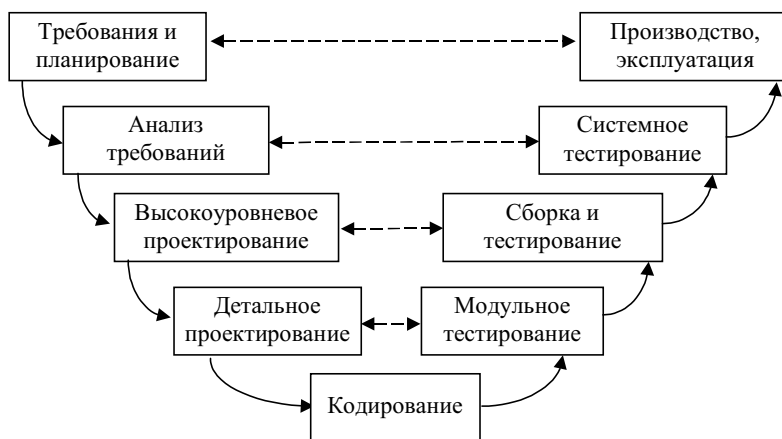 Требования и
планирование
Производство,
эксплуатация
Анализ
требований
Системное
тестирование
Высокоуровневое
проектирование
Сборка и
тестирование
Детальное
проектирование
Модульное
тестирование
Кодирование